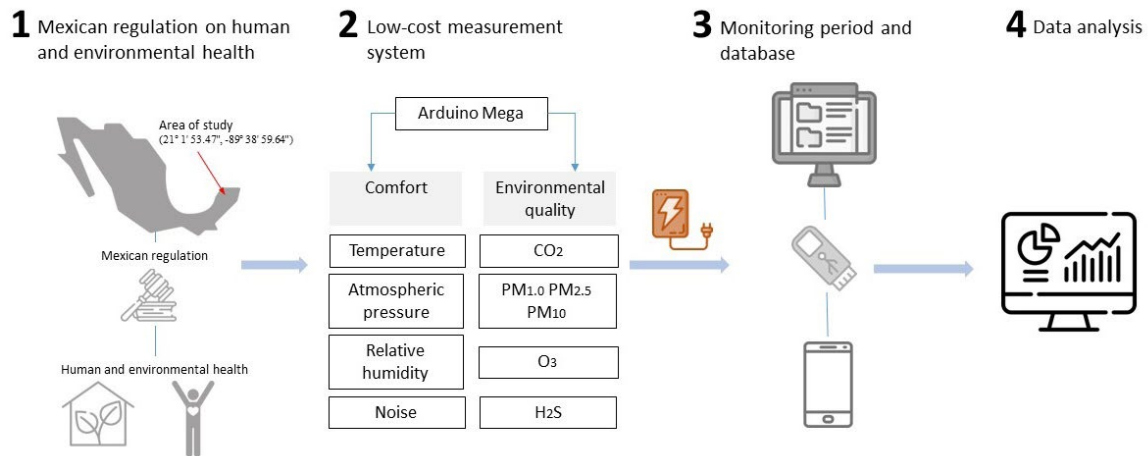 1 Mexican regulation on human
and environmental health
Area of study
(21° 1' 53.47", -89° 38' 59.64")
Mexican regulation
Human and environmental health
2 Low-cost measurement
system
Arduino Mega
Comfort
Environmental
quality
Temperature
CO2
Atmospheric
pressure
PM1.0 PM2.5
PM10
Relative
humidity
O3
Noise
H2S
3 Monitoring period and
database
4 Data analysis